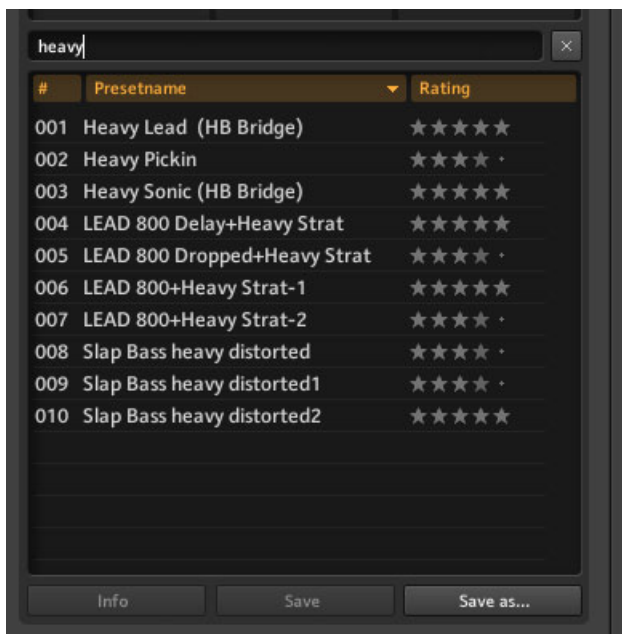 heavy
# Presetname Rating
001 Heavy Lead (HB Bridge)
002 Heavy Pickin
003 Heavy Sonic (HB Bridge)
004 LEAD 800 Delay+Heavy Strat
005 LEAD 800 Dropped+Heavy Strat
006 LEAD 800+Heavy Strat-1
007 LEAD 800+Heavy Strat-2
008 Slap Bass heavy distorted
009 Slap Bass heavy distorted1
010 Slap Bass heavy distorted2
Info Save Save as...